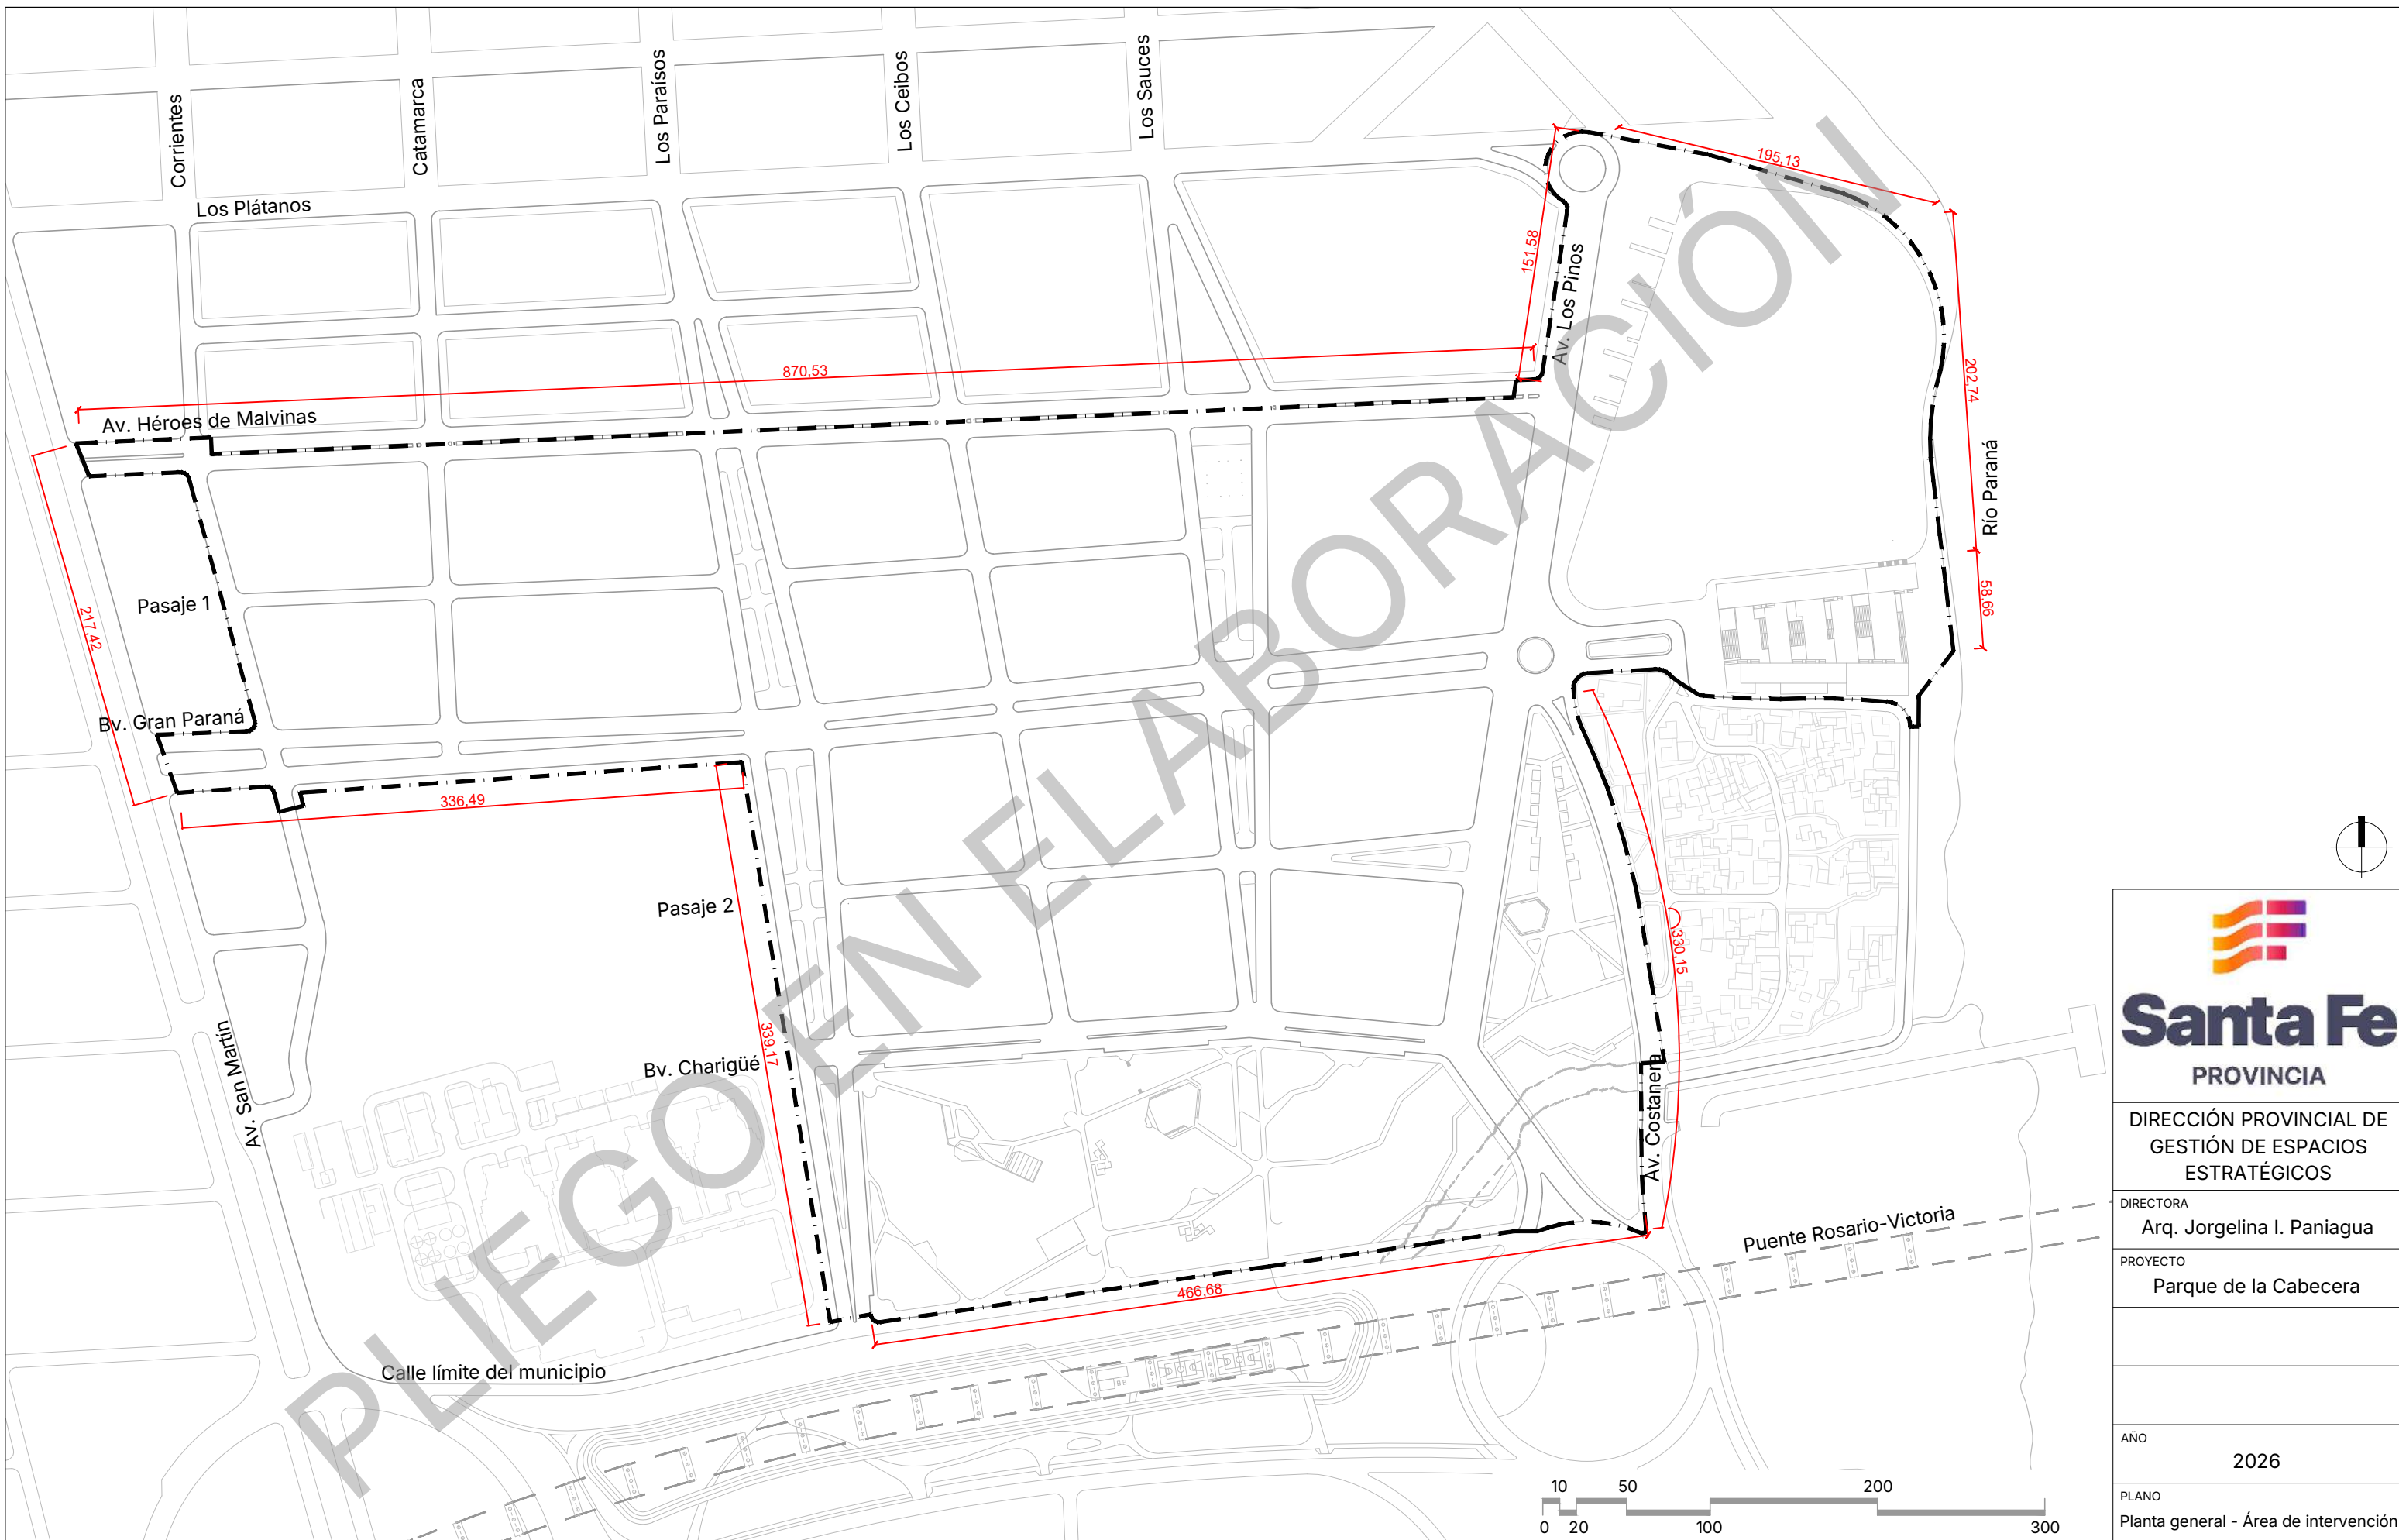 Corrientes
Catamarca
Los Paraísos
Los Ceibos
Los Sauces
Los Plátanos
195,13
151,58
Av. Los Pinos
870,53
202,74
Av. Héroes de Malvinas
Río Paraná
58,66
Pasaje 1
217,42
Bv. Gran Paraná
336,49
Pasaje 2
330,15
339,17
Bv. Charigüé
Av. San Martín
Av. Costanera
Puente Rosario-Victoria
466,68
Calle límite del municipio
PLIEGO EN ELABORACIÓN
10 50 200
0 20 100 300
Santa Fe
PROVINCIA
DIRECCIÓN PROVINCIAL DE
GESTIÓN DE ESPACIOS
ESTRATÉGICOS
DIRECTORA
Arq. Jorgelina I. Paniagua
PROYECTO
Parque de la Cabecera
AÑO
2026
PLANO
Planta general - Área de intervención